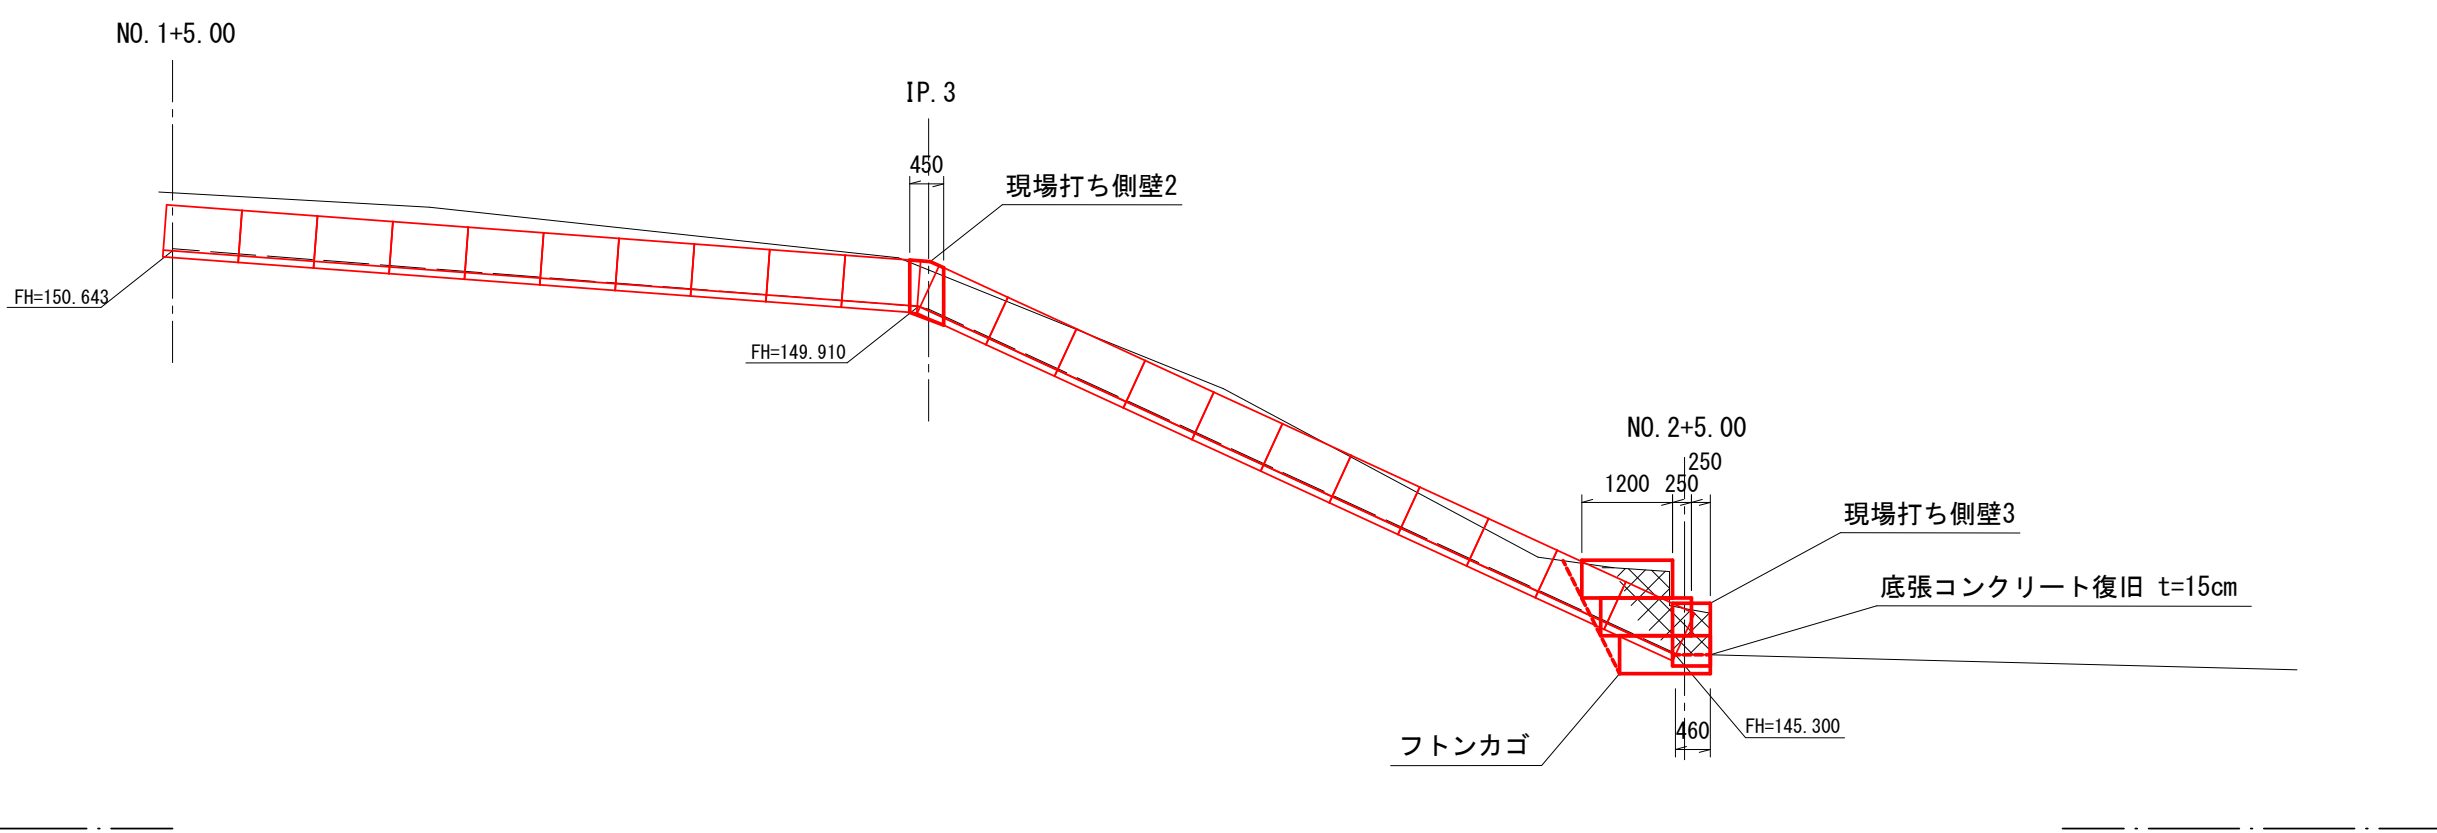 NO.1+5.00
IP.3
450
現場打ち側壁2
FH=150.643
FH=149.910
NO.2+5.00
250
1200
250
現場打ち側壁3
底張コンクリート復旧 t=15cm
FH=145.300
460
フトンカゴ